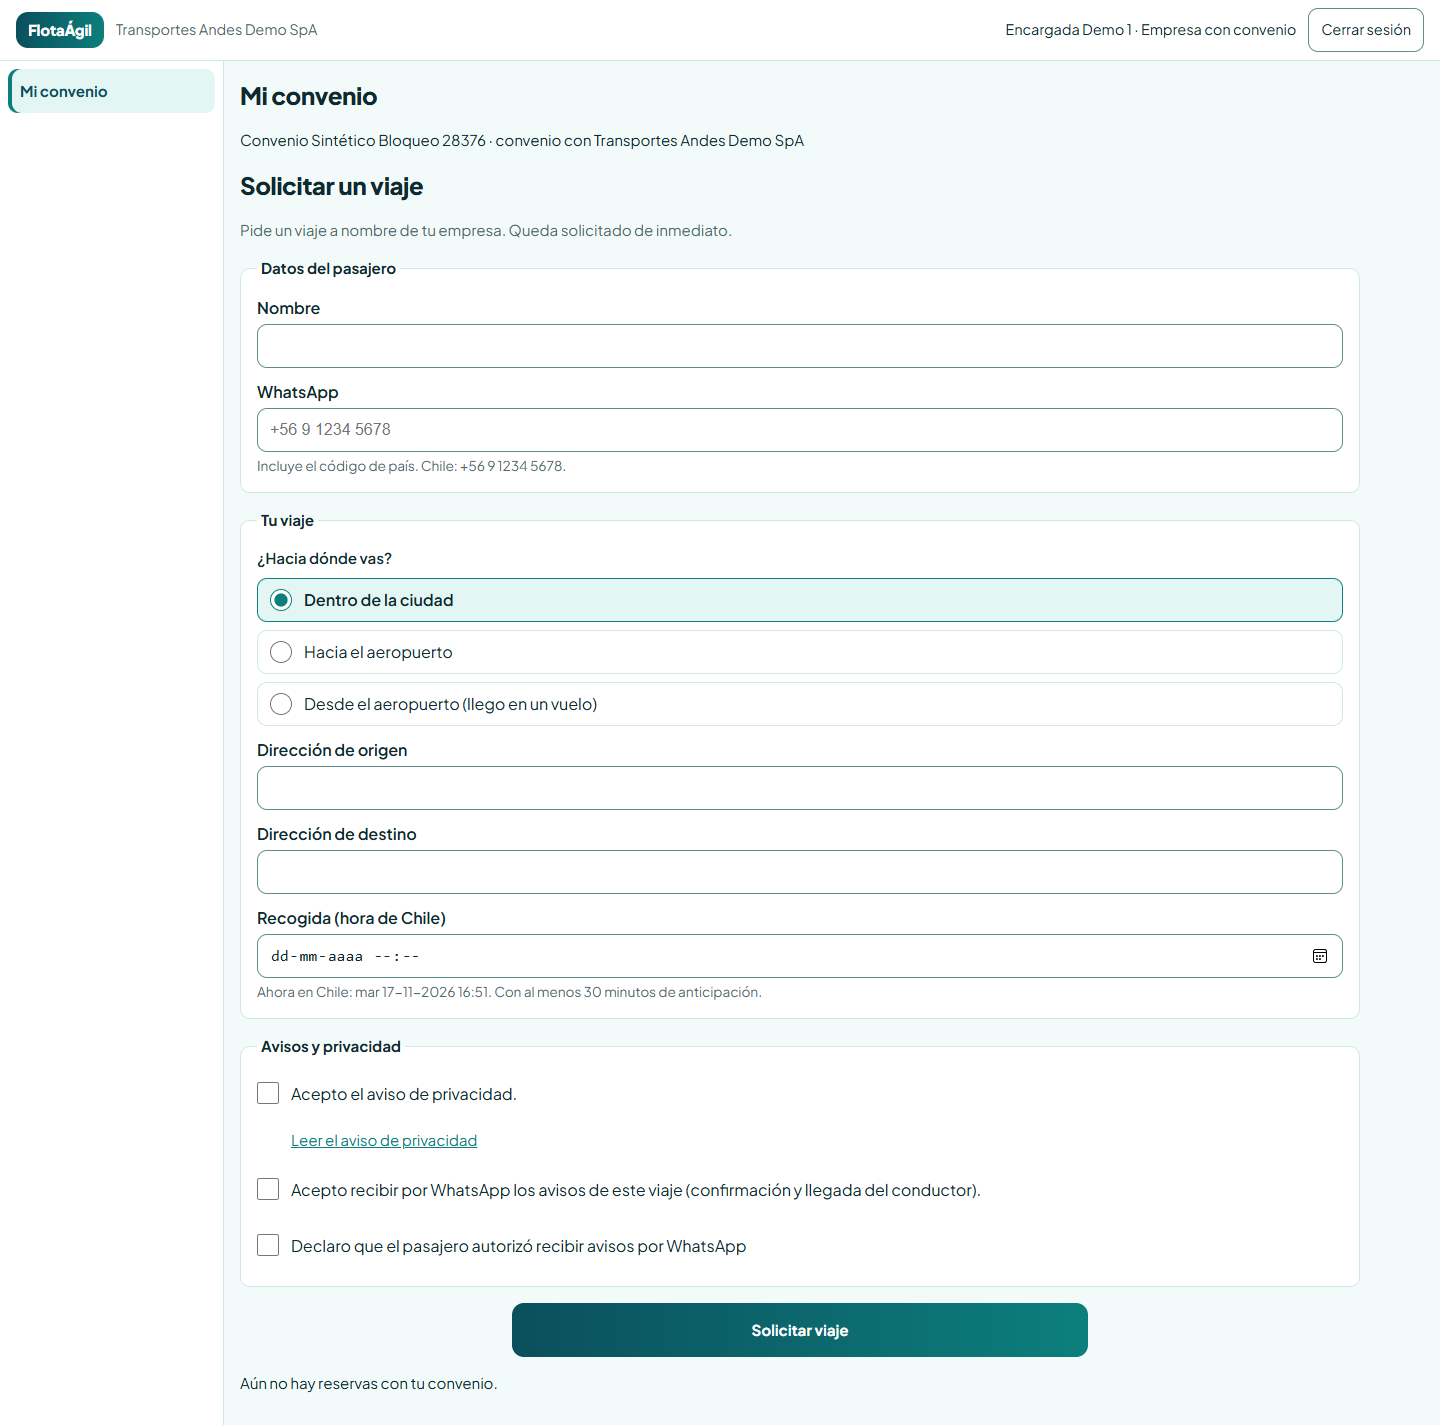 FlotaÁgil
Transportes Andes Demo SpA
Encargada Demo 1 · Empresa con convenio
Cerrar sesión
Mi convenio
Mi convenio
Convenio Sintético Bloqueo 28376 · convenio con Transportes Andes Demo SpA
Solicitar un viaje
Pide un viaje a nombre de tu empresa. Queda solicitado de inmediato.
Datos del pasajero
Nombre
WhatsApp
+56 9 1234 5678
Incluye el código de país. Chile: +56 9 1234 5678.
Tu viaje
¿Hacia dónde vas?
Dentro de la ciudad
Hacia el aeropuerto
Desde el aeropuerto (llego en un vuelo)
Dirección de origen
Dirección de destino
Recogida (hora de Chile)
dd-mm-aaaa --:--
Ahora en Chile: mar 17-11-2026 16:51. Con al menos 30 minutos de anticipación.
Avisos y privacidad
Acepto el aviso de privacidad.
Leer el aviso de privacidad
Acepto recibir por WhatsApp los avisos de este viaje (confirmación y llegada del conductor).
Declaro que el pasajero autorizó recibir avisos por WhatsApp
Solicitar viaje
Aún no hay reservas con tu convenio.